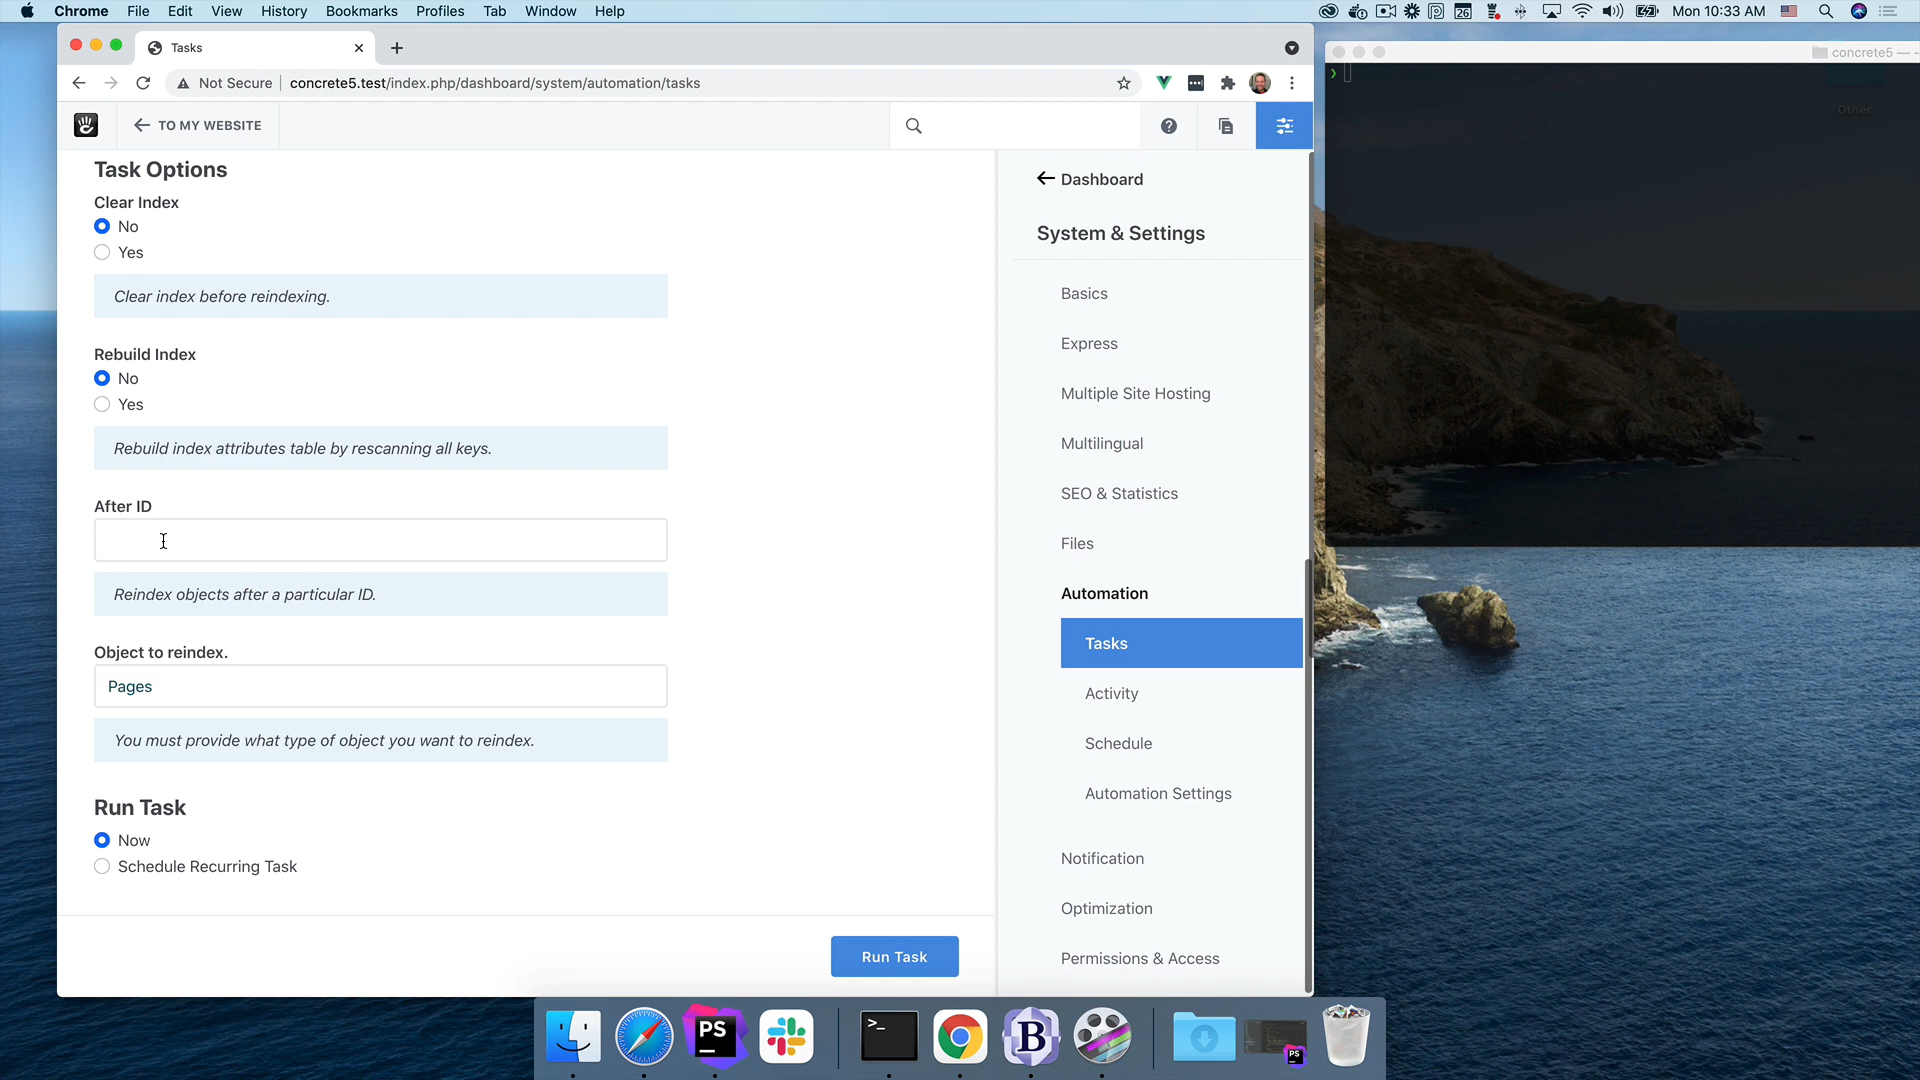 Chrome File Edit View History Bookmarks Profiles Tab Window Help
26 Mon 10:33 AM
Tasks
concrete5 —
Not Secure | concrete5.test/index.php/dashboard/system/automation/tasks
Other
TO MY WEBSITE
Task Options
Clear Index
No
Yes
Clear index before reindexing.
Rebuild Index
No
Yes
Rebuild index attributes table by rescanning all keys.
After ID
Reindex objects after a particular ID.
Object to reindex.
Pages
You must provide what type of object you want to reindex.
Run Task
Now
Schedule Recurring Task
Run Task
Dashboard
System & Settings
Basics
Express
Multiple Site Hosting
Multilingual
SEO & Statistics
Files
Automation
Tasks
Activity
Schedule
Automation Settings
Notification
Optimization
Permissions & Access
PS
>_
B
PS